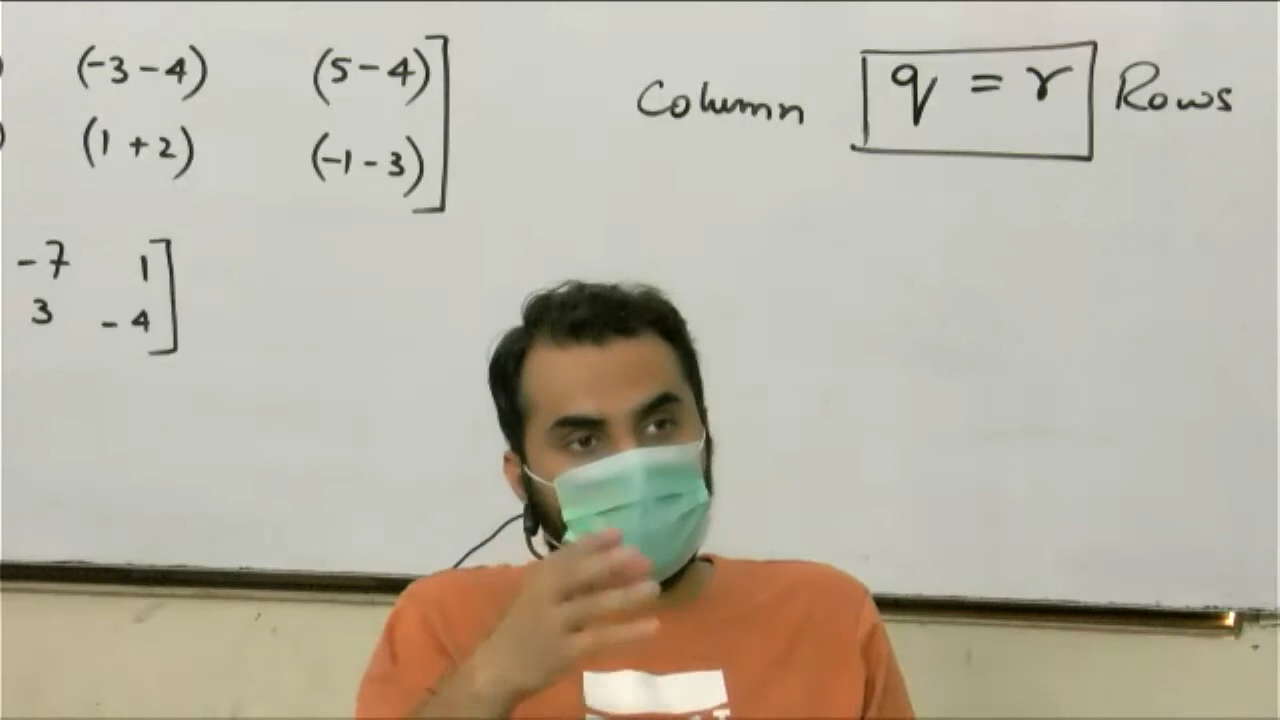 ) (-3 - 4) (5 - 4)
) (1 + 2) (-1 - 3)
-7 1
3 -4
Column q = r Rows